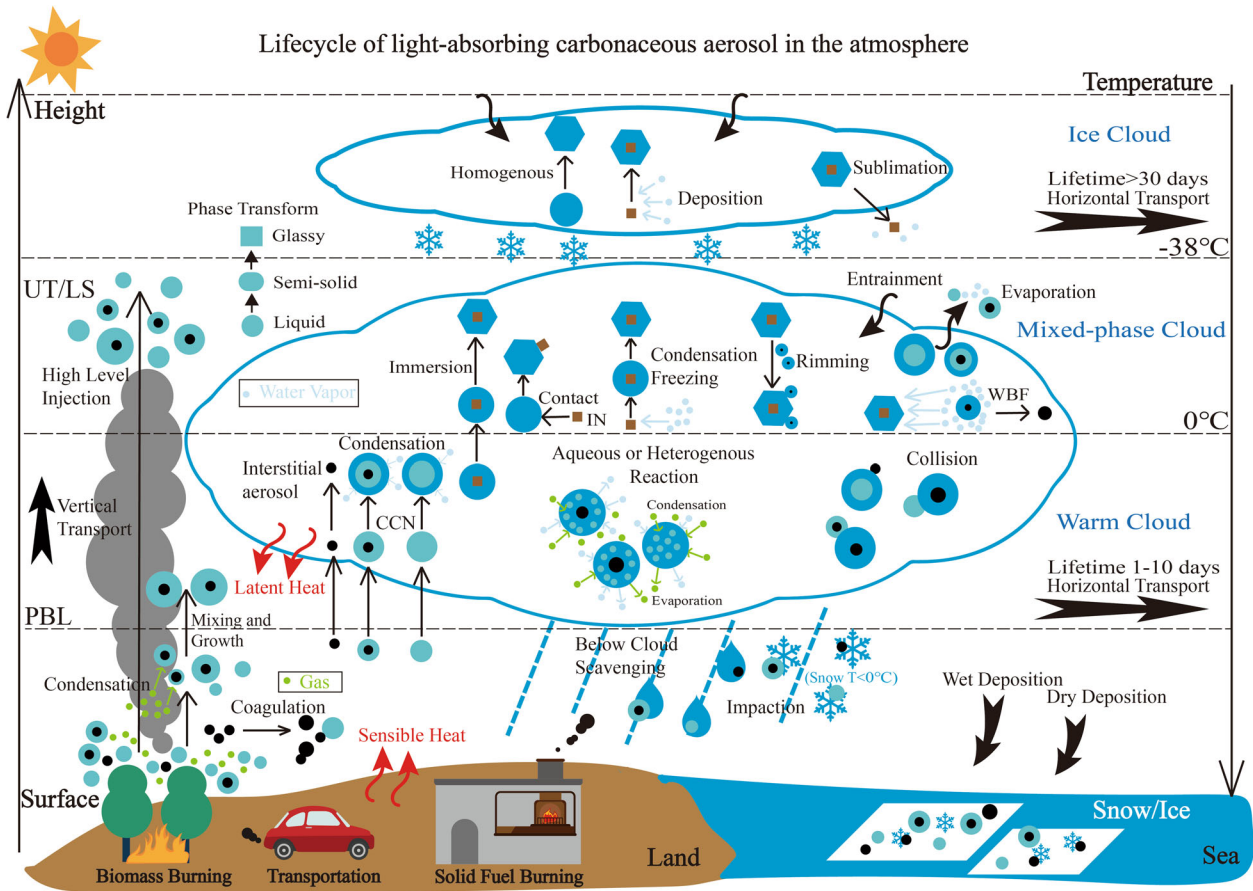 Lifecycle of light-absorbing carbonaceous aerosol in the atmosphere
Height
Temperature
Ice Cloud
Homogenous
Deposition
Sublimation
Lifetime>30 days
Horizontal Transport
-38°C
Phase Transform
Glassy
Semi-solid
Liquid
UT/LS
High Level
Injection
Entrainment
Evaporation
Mixed-phase Cloud
Immersion
Contact
IN
Condensation
Freezing
Rimming
WBF
Water Vapor
0°C
Condensation
Interstitial
aerosol
CCN
Aqueous or Heterogenous
Reaction
Condensation
Evaporation
Collision
Vertical
Transport
Warm Cloud
Lifetime 1-10 days
Horizontal Transport
Latent Heat
PBL
Mixing and
Growth
Condensation
Gas
Coagulation
Sensible Heat
Below Cloud
Scavenging
Impaction
(Snow T<0°C)
Wet Deposition
Dry Deposition
Surface
Snow/Ice
Land
Sea
Biomass Burning
Transportation
Solid Fuel Burning